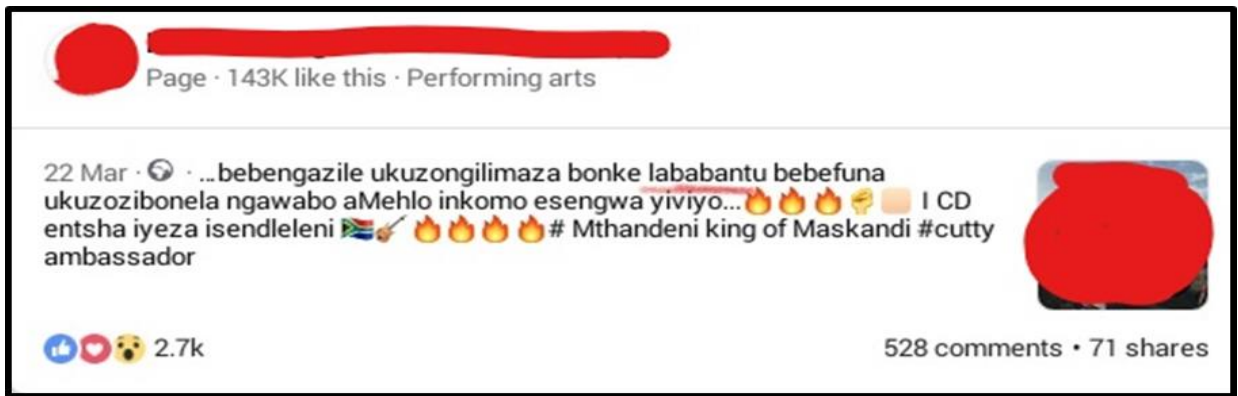 Page · 143K like this · Performing arts
22 Mar · · ...bebengazile ukuzongilimaza bonke lababantu bebefuna
ukuzozibonela ngawabo aMehlo inkomo esengwa yiviyo...🔥🔥🔥✊🏼 I CD
entsha iyeza isendleleni 🇿🇦🎸 🔥🔥🔥🔥# Mthandeni king of Maskandi #cutty
ambassador
2.7k
528 comments • 71 shares